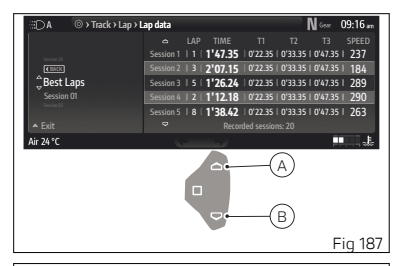 A Track > Lap > Lap data N Gear 09:16 am
LAP TIME T1 T2 T3 SPEED
Session 1 | 1 | 1'47.35 | 0'22.35 | 0'33.35 | 0'47.35 | 237
Session 2 | 3 | 2'07.15 | 0'22.35 | 0'33.35 | 0'47.35 | 184
Session 3 | 5 | 1'26.24 | 0'22.35 | 0'33.35 | 0'47.35 | 289
Session 4 | 2 | 1'12.18 | 0'22.35 | 0'33.35 | 0'47.35 | 290
Session 5 | 8 | 1'38.42 | 0'22.35 | 0'33.35 | 0'47.35 | 263
Recorded sessions: 20
BACK
Best Laps
Session 01
Exit
Air 24 °C
A
B
Fig 187